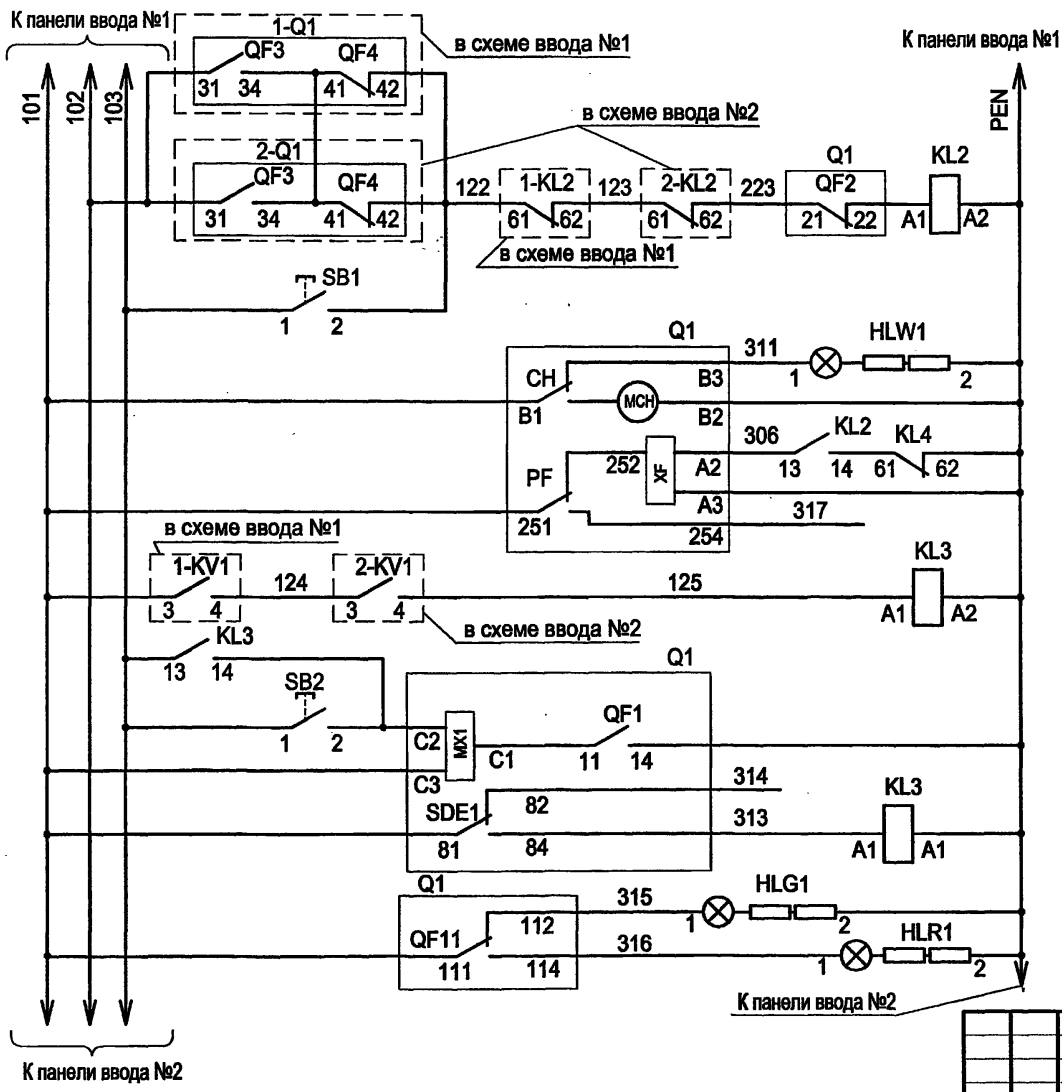 К панели ввода №1
1-Q1
QF3 QF4
31 34 41 42
в схеме ввода №1
К панели ввода №1
101 102 103
PEN
в схеме ввода №2
2-Q1
QF3 QF4
31 34 41 42
122 1-KL2 123 2-KL2 223
61 62 61 62
Q1
QF2
21 22
KL2
A1 A2
в схеме ввода №1
SB1
1 2
Q1
311 HLW1
1 2
CH B3
B1 МСН B2
306 KL2 KL4
252 XF A2 13 14 61 62
PF
A3
251 254 317
в схеме ввода №1
1-KV1 124 2-KV1 125 KL3
3 4 3 4 A1 A2
в схеме ввода №2
KL3
13 14
Q1
SB2
1 2
C2 MX1 C1 QF1
11 14
C3
314
SDE1 82
313 KL3
81 84 A1 A1
Q1
315 HLG1
112 1 2
QF11 316 HLR1
111 114 1 2
К панели ввода №2
К панели ввода №2